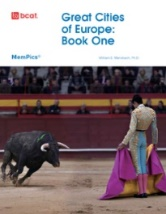 bcat.
Great Cities
of Europe:
Book One
MemPics®